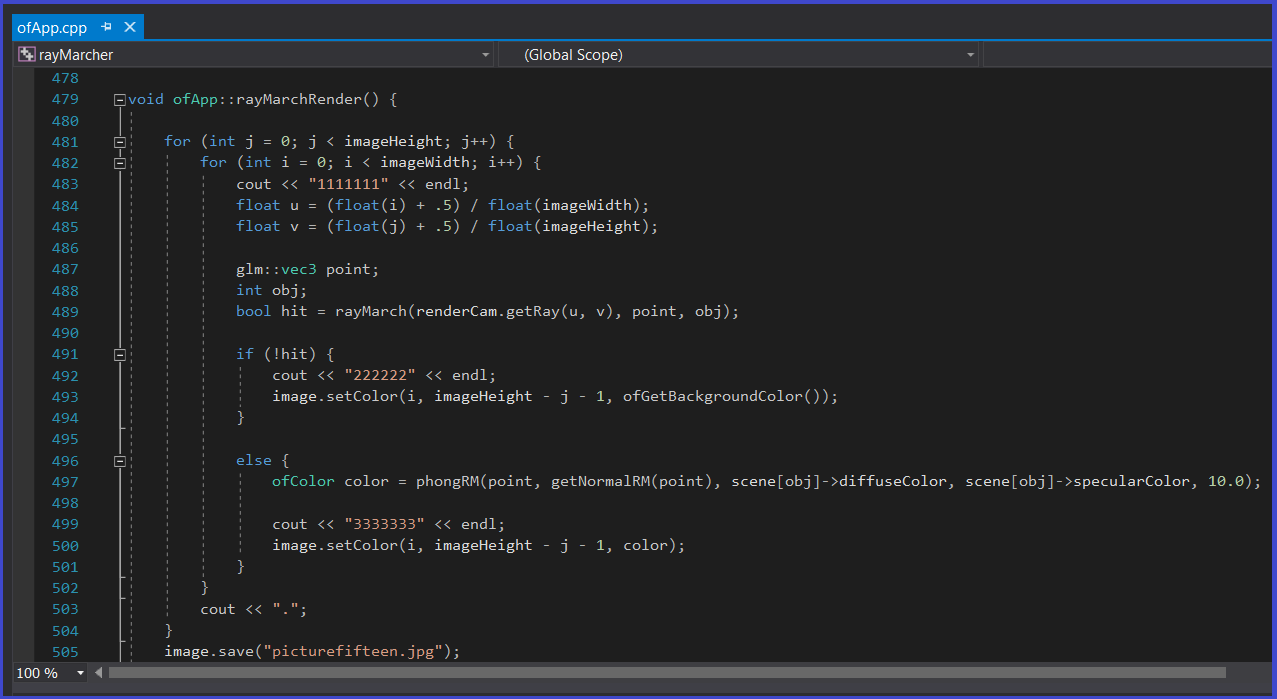 ofApp.cpp
rayMarcher (Global Scope)
478
479 void ofApp::rayMarchRender() {
480
481 for (int j = 0; j < imageHeight; j++) {
482 for (int i = 0; i < imageWidth; i++) {
483 cout << "1111111" << endl;
484 float u = (float(i) + .5) / float(imageWidth);
485 float v = (float(j) + .5) / float(imageHeight);
486
487 glm::vec3 point;
488 int obj;
489 bool hit = rayMarch(renderCam.getRay(u, v), point, obj);
490
491 if (!hit) {
492 cout << "222222" << endl;
493 image.setColor(i, imageHeight - j - 1, ofGetBackgroundColor());
494 }
495
496 else {
497 ofColor color = phongRM(point, getNormalRM(point), scene[obj]->diffuseColor, scene[obj]->specularColor, 10.0);
498
499 cout << "3333333" << endl;
500 image.setColor(i, imageHeight - j - 1, color);
501 }
502 }
503 cout << ".";
504 }
505 image.save("picturefifteen.jpg");
100 %